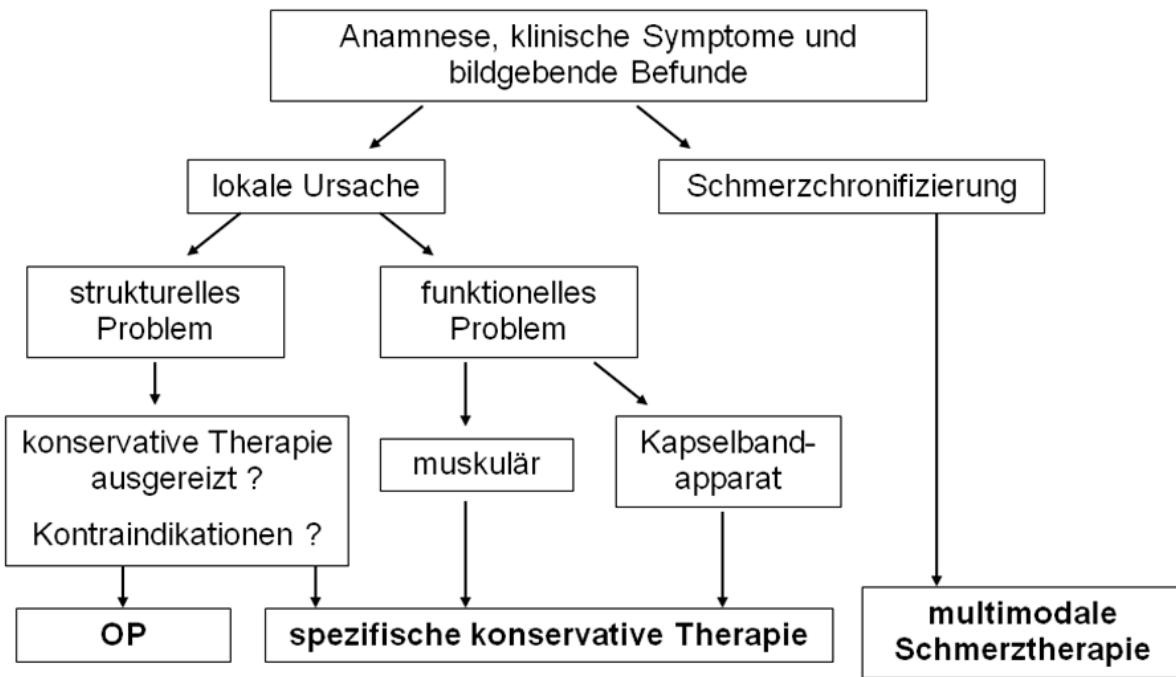 Anamnese, klinische Symptome und
bildgebende Befunde
lokale Ursache
Schmerzchronifizierung
strukturelles
Problem
funktionelles
Problem
konservative Therapie
ausgereizt ?
Kontraindikationen ?
muskulär
Kapselband-
apparat
OP
spezifische konservative Therapie
multimodale
Schmerztherapie